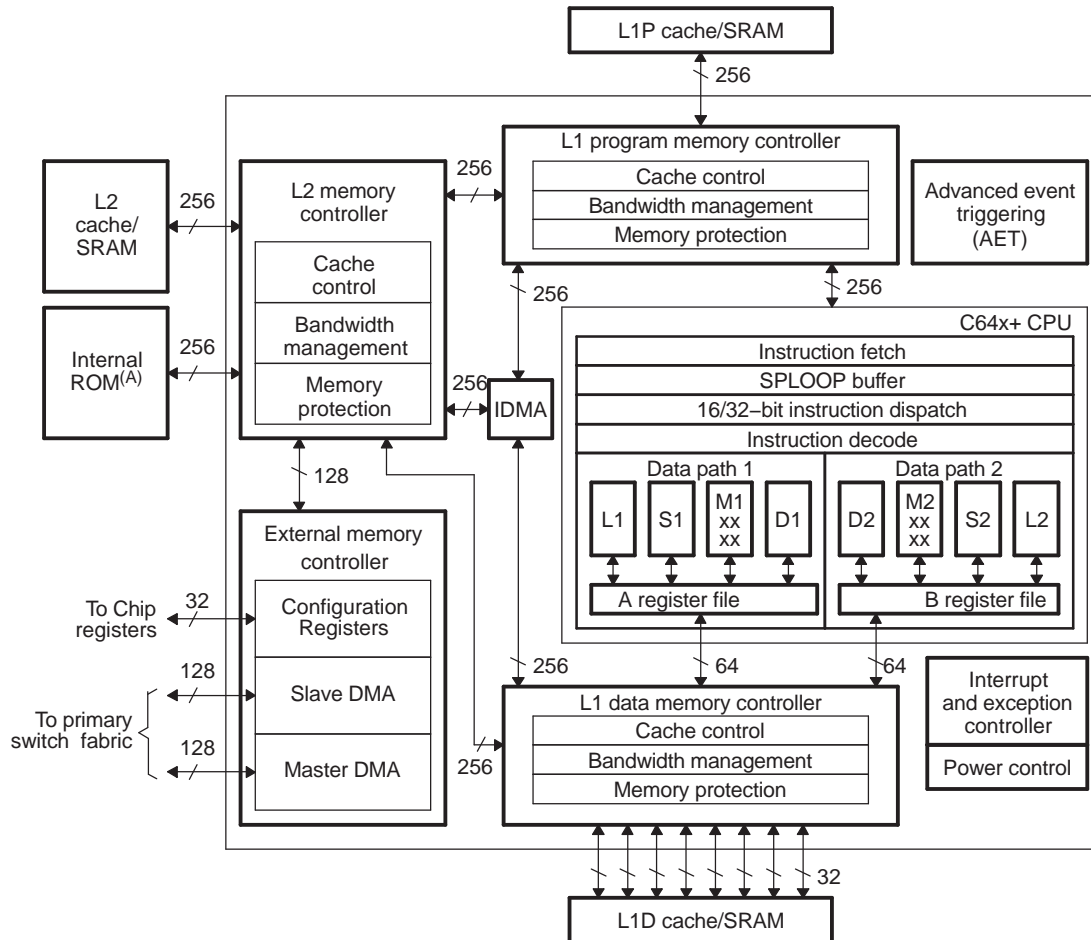 L1P cache/SRAM
256
L1 program memory controller
Cache control
Bandwidth management
Memory protection
Advanced event
triggering
(AET)
L2
cache/
SRAM
256
L2 memory
controller
Cache
control
Bandwidth
management
Memory
protection
256
Internal
ROM(A)
256
256
256
256
IDMA
C64x+ CPU
Instruction fetch
SPLOOP buffer
16/32–bit instruction dispatch
Instruction decode
Data path 1
L1
S1
M1
xx
xx
D1
A register file
Data path 2
D2
M2
xx
xx
S2
L2
B register file
128
External memory
controller
Configuration
Registers
Slave DMA
Master DMA
To Chip
registers
32
128
To primary
switch fabric
128
256
64
64
256
L1 data memory controller
Cache control
Bandwidth management
Memory protection
Interrupt
and exception
controller
Power control
32
L1D cache/SRAM